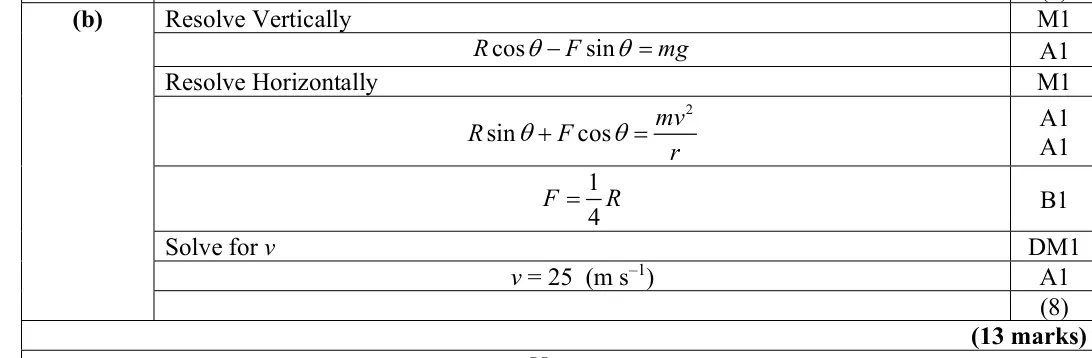 (b) Resolve Vertically M1
R cos θ − F sin θ = mg A1
Resolve Horizontally M1
R sin θ + F cos θ = mv²/r A1 A1
F = 1/4 R B1
Solve for v DM1
v = 25 (m s⁻¹) A1
(8)
(13 marks)